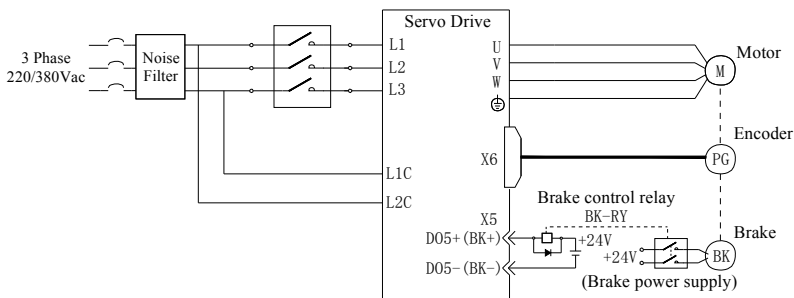 Servo Drive
3 Phase
220/380Vac
Noise
Filter
L1
L2
L3
L1C
L2C
U
V
W
M
Motor
Encoder
X6
PG
Brake control relay
BK-RY
X5
DO5+(BK+)
+24V
+24V
DO5-(BK-)
BK
Brake
(Brake power supply)